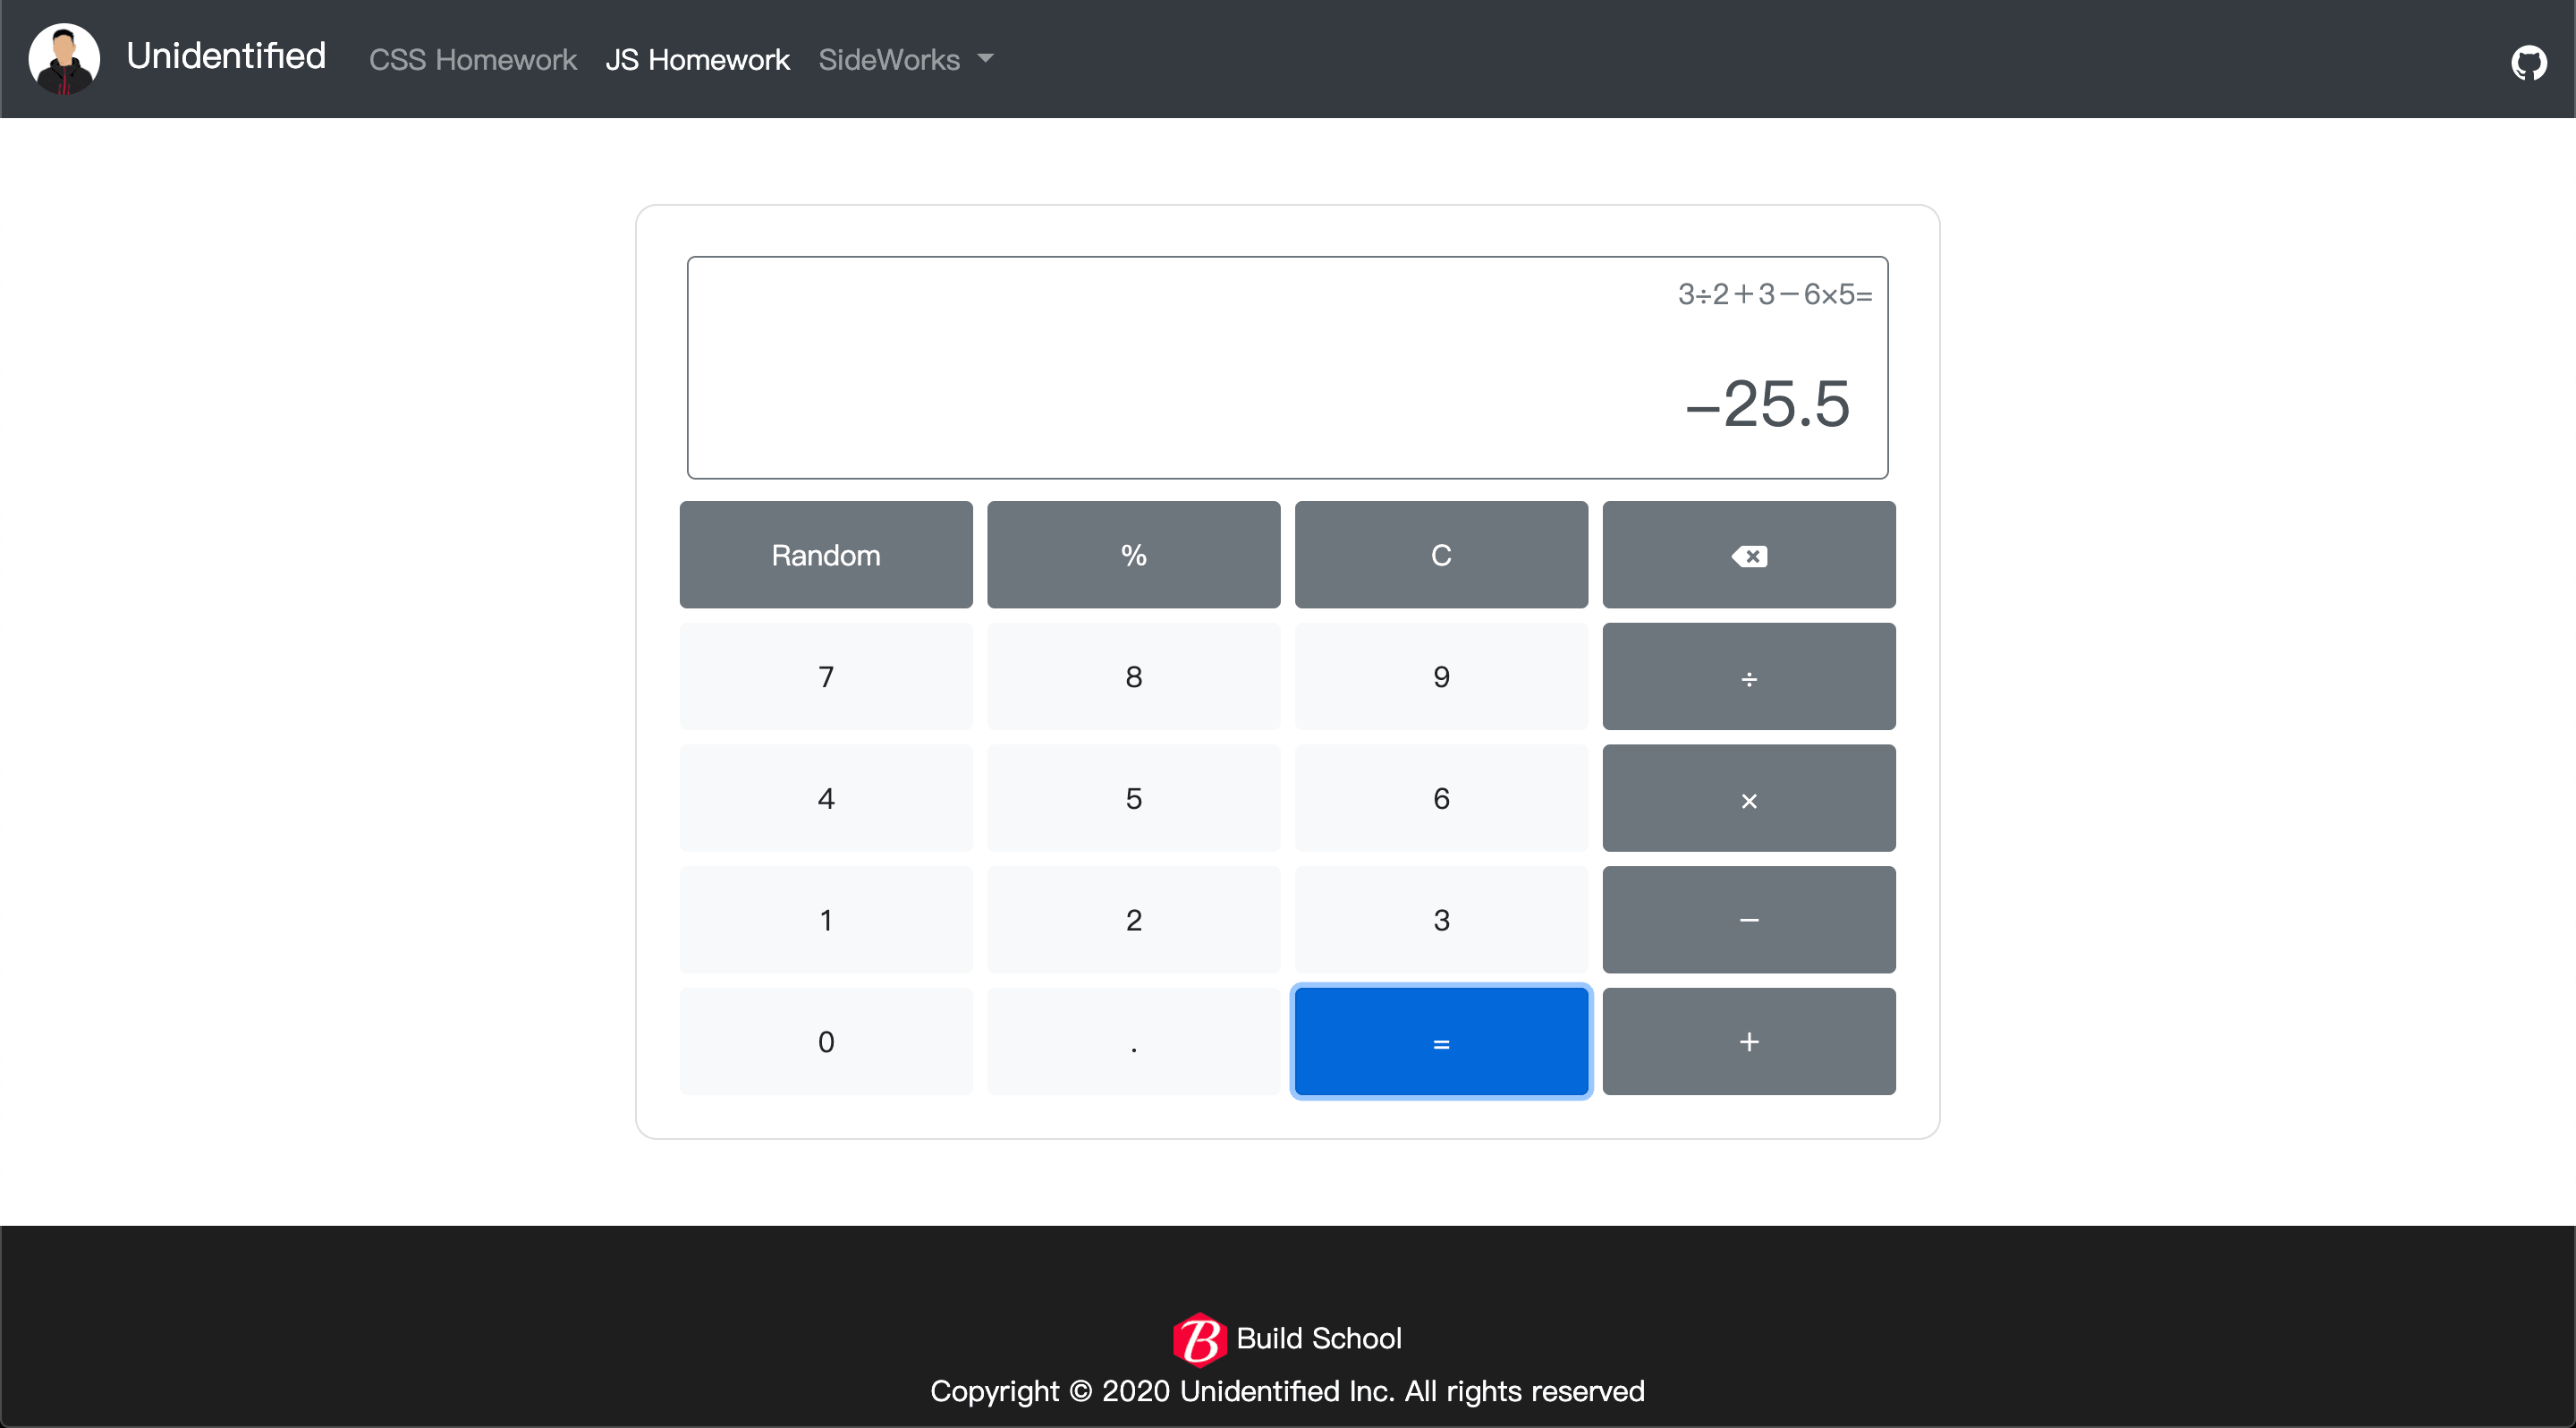 Unidentified CSS Homework JS Homework SideWorks
3÷2+3−6×5=
−25.5
Random % C
7 8 9 ÷
4 5 6 ×
1 2 3 −
0 . = +
B Build School
Copyright © 2020 Unidentified Inc. All rights reserved